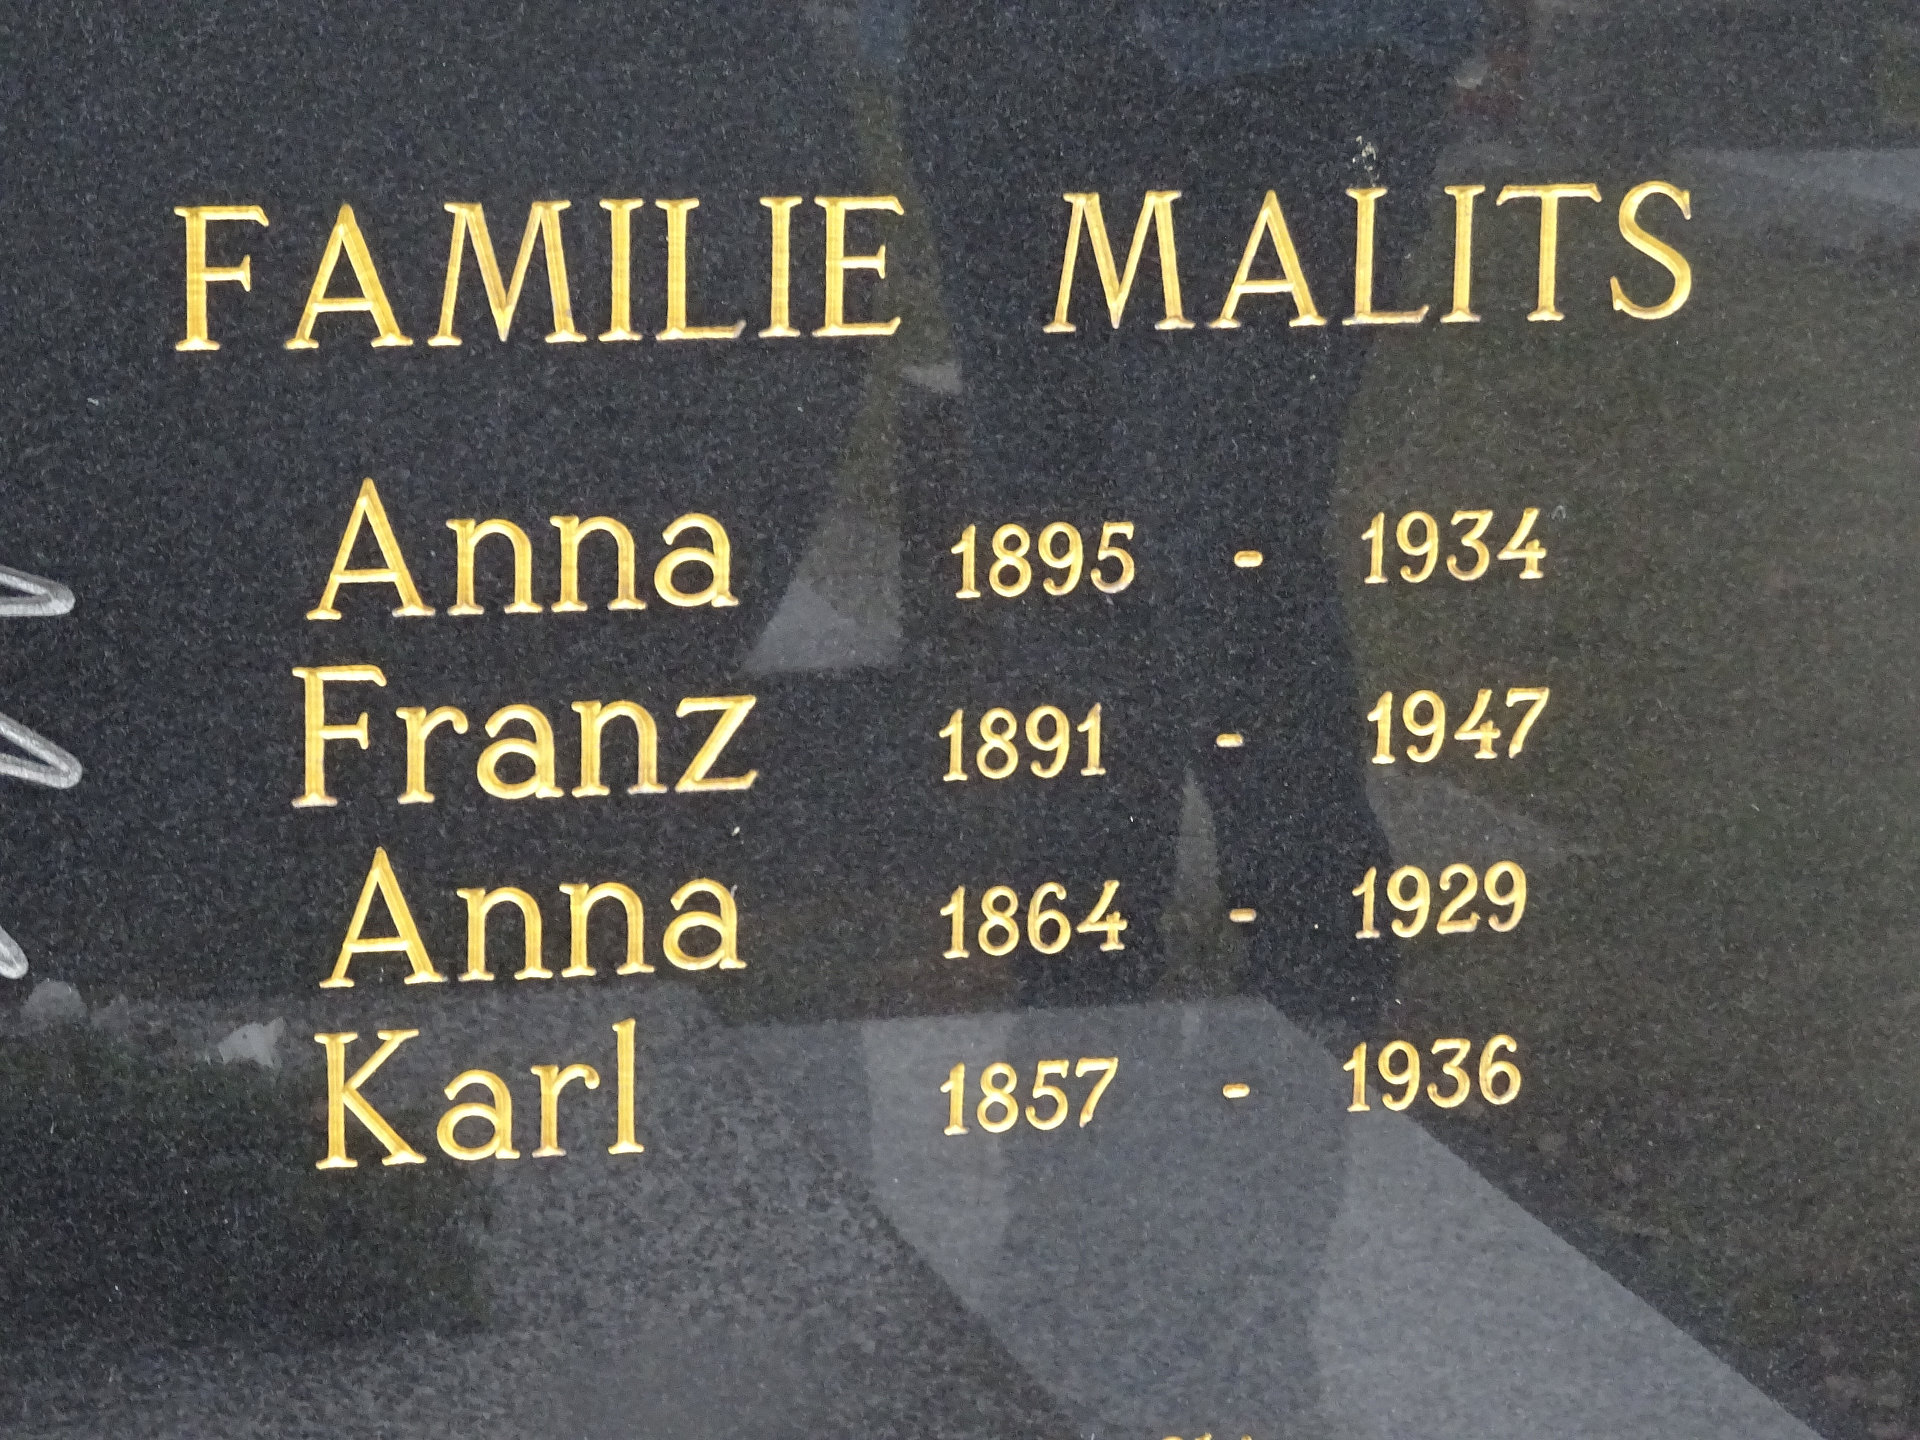 FAMILIE MALITS
Anna 1895 - 1934
Franz 1891 - 1947
Anna 1864 - 1929
Karl 1857 - 1936